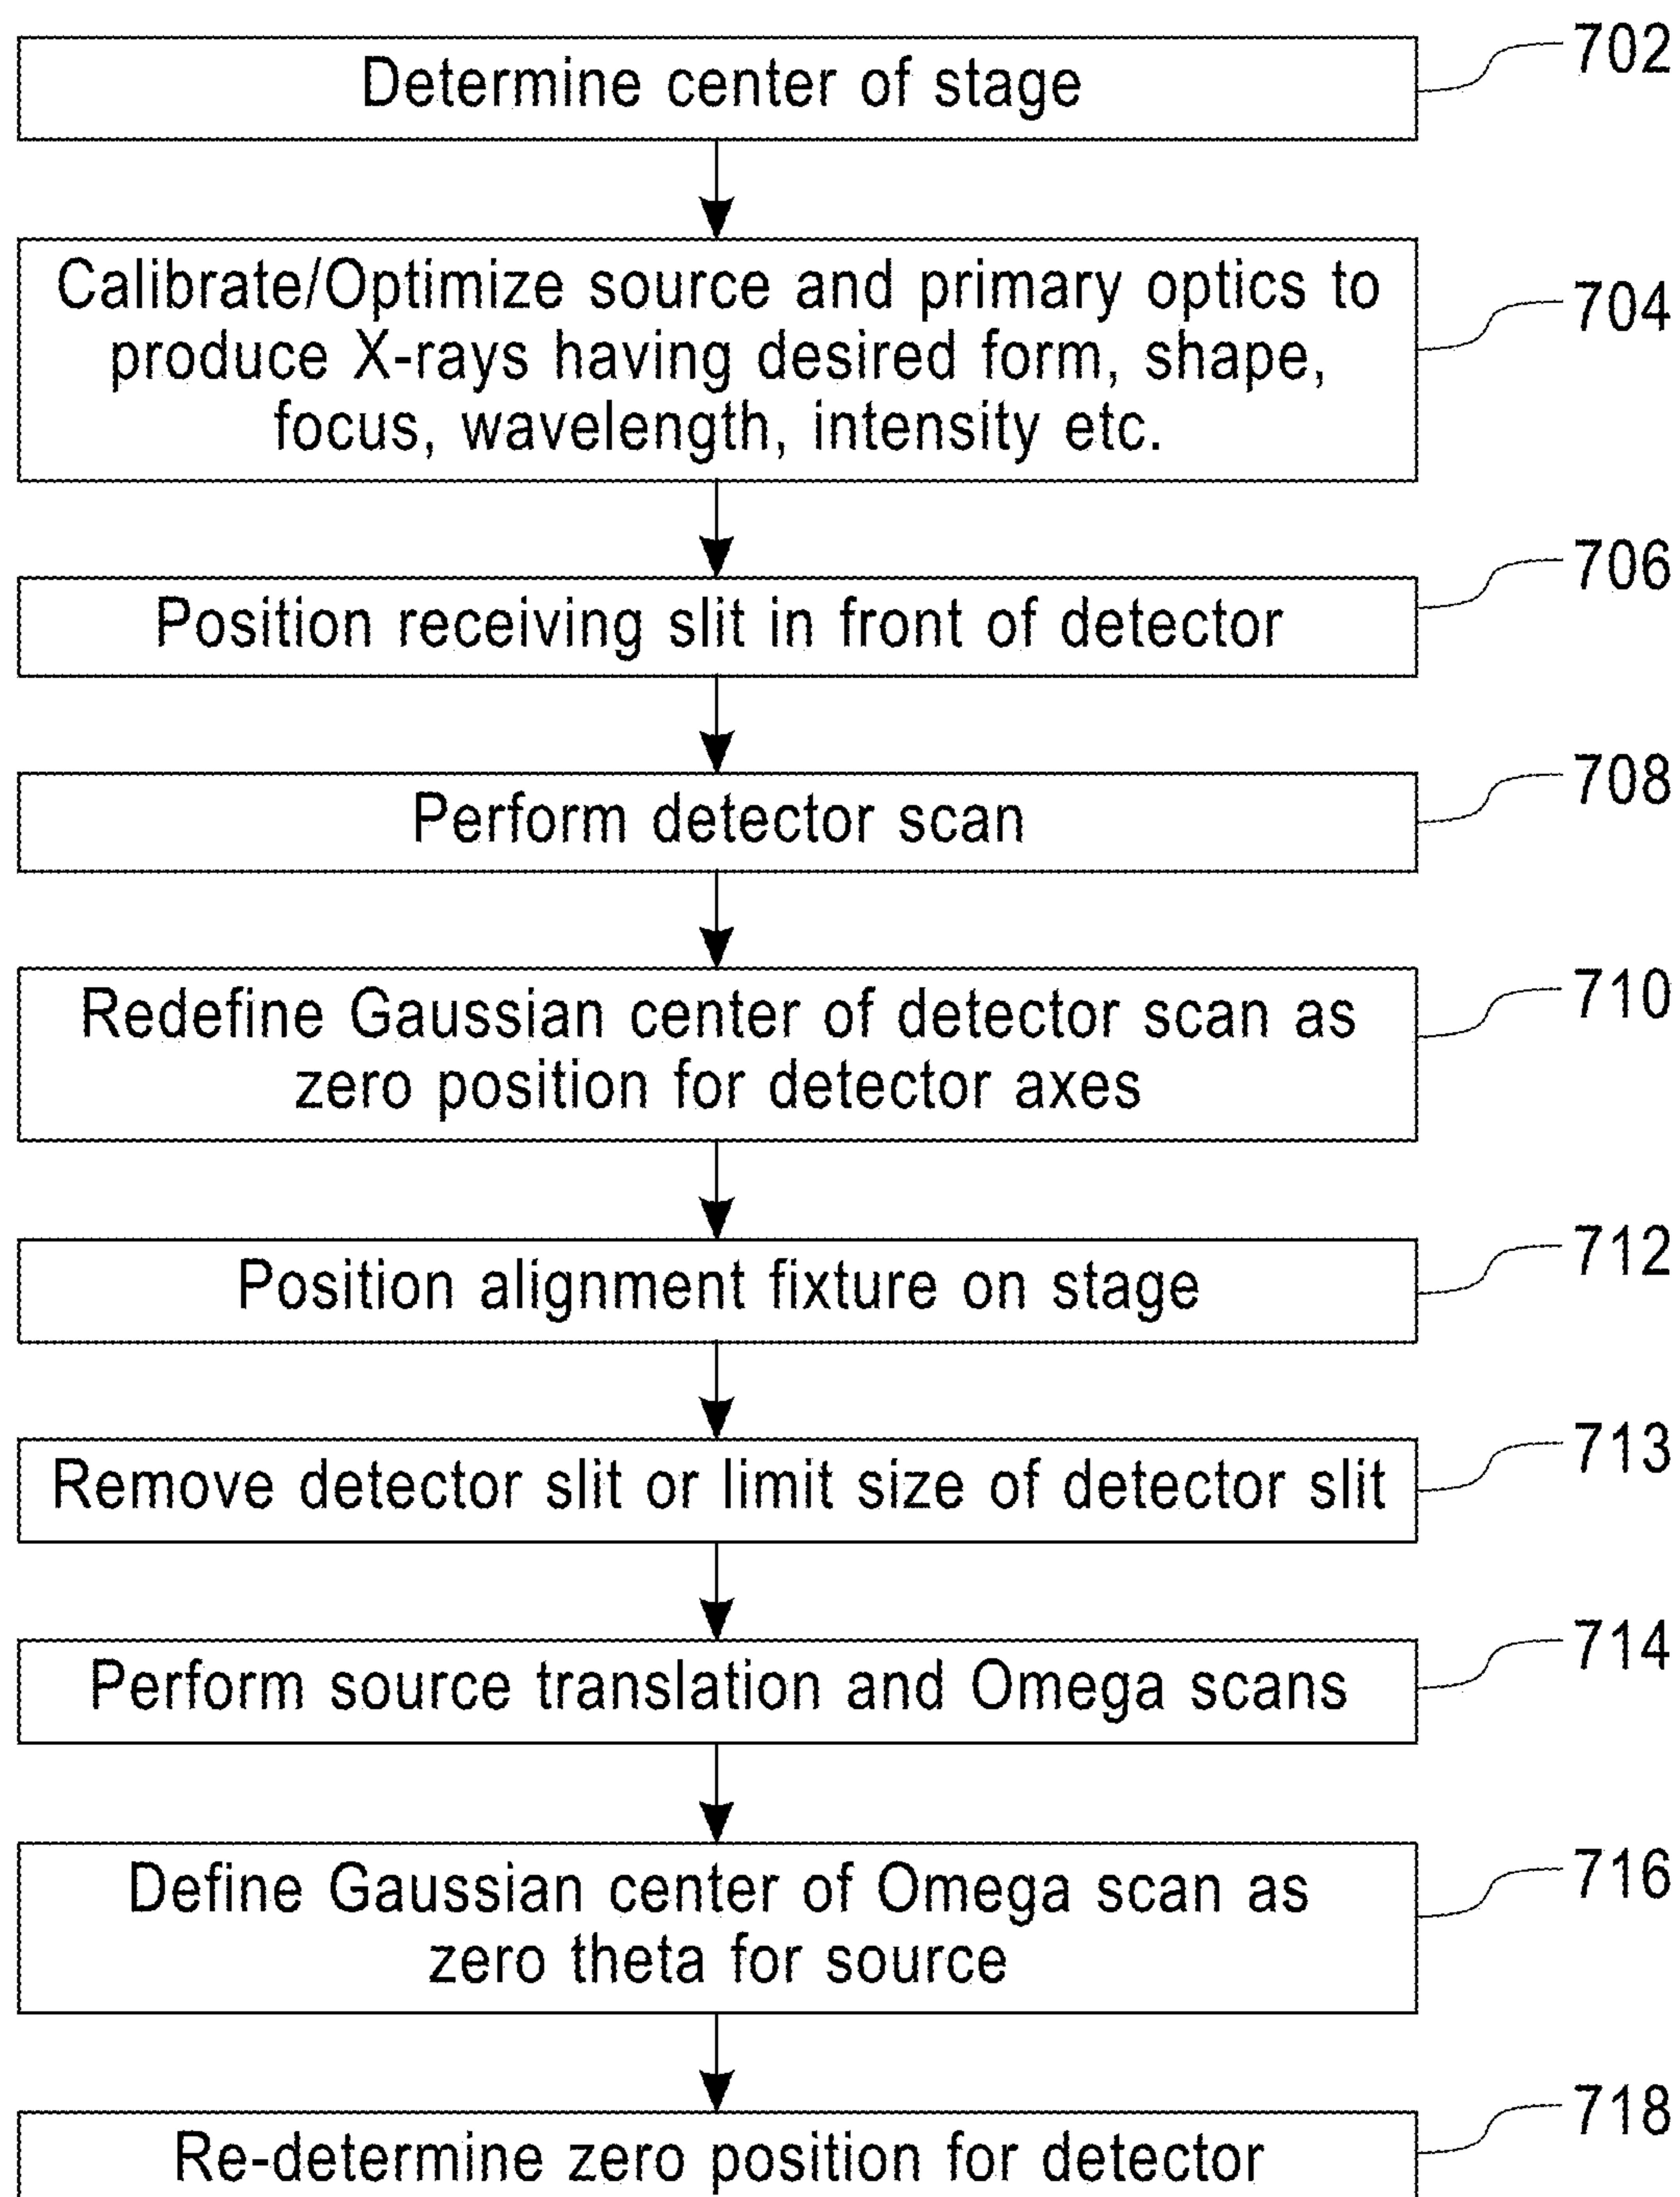 Determine center of stage
702
Calibrate/Optimize source and primary optics to
produce X-rays having desired form, shape,
focus, wavelength, intensity etc.
704
Position receiving slit in front of detector
706
Perform detector scan
708
Redefine Gaussian center of detector scan as
zero position for detector axes
710
Position alignment fixture on stage
712
Remove detector slit or limit size of detector slit
713
Perform source translation and Omega scans
714
Define Gaussian center of Omega scan as
zero theta for source
716
Re-determine zero position for detector
718